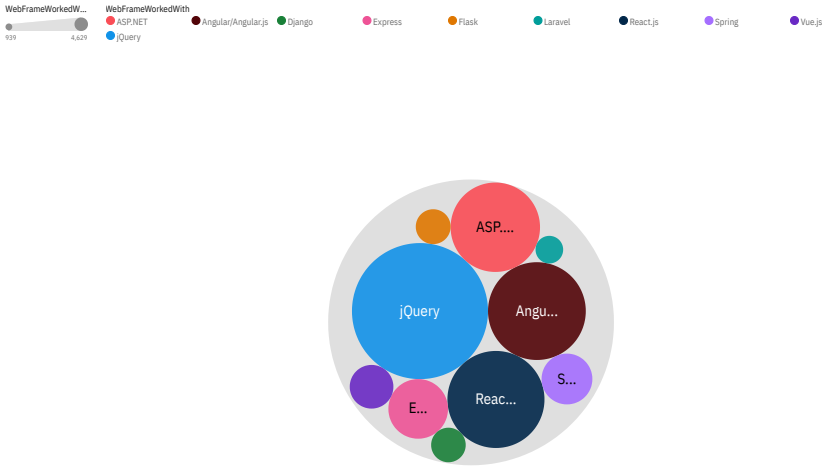 WebFrameWorkedW...
939 4,629
WebFrameWorkedWith
ASP.NET Angular/Angular.js Django Express Flask Laravel React.js Spring Vue.js
jQuery
ASP....
jQuery
Angu...
S...
Reac...
E...